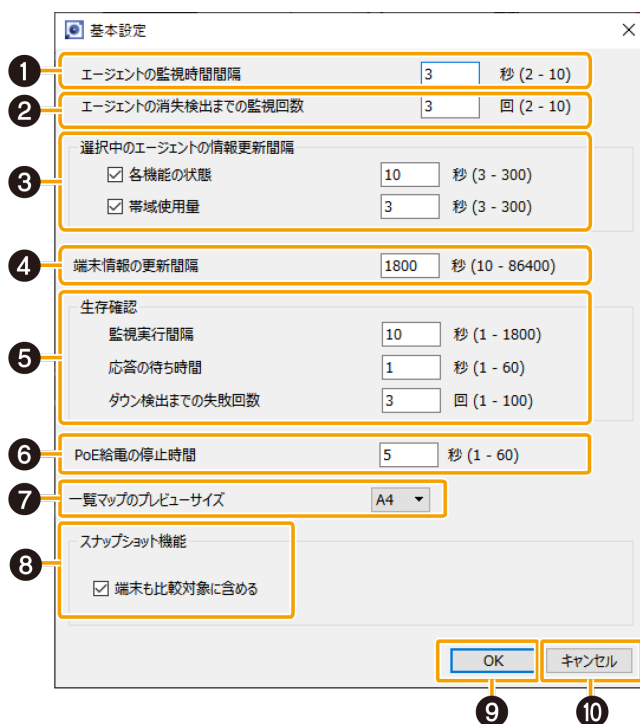 基本設定
❶ エージェントの監視時間間隔 3 秒 (2 - 10)
❷ エージェントの消失検出までの監視回数 3 回 (2 - 10)
選択中のエージェントの情報更新間隔
❸ 各機能の状態 10 秒 (3 - 300)
帯域使用量 3 秒 (3 - 300)
❹ 端末情報の更新間隔 1800 秒 (10 - 86400)
生存確認
監視実行間隔 10 秒 (1 - 1800)
❺ 応答の待ち時間 1 秒 (1 - 60)
ダウン検出までの失敗回数 3 回 (1 - 100)
❻ PoE給電の停止時間 5 秒 (1 - 60)
❼ 一覧マップのプレビューサイズ A4
スナップショット機能
❽ 端末も比較対象に含める
OK キャンセル
❾ ❿